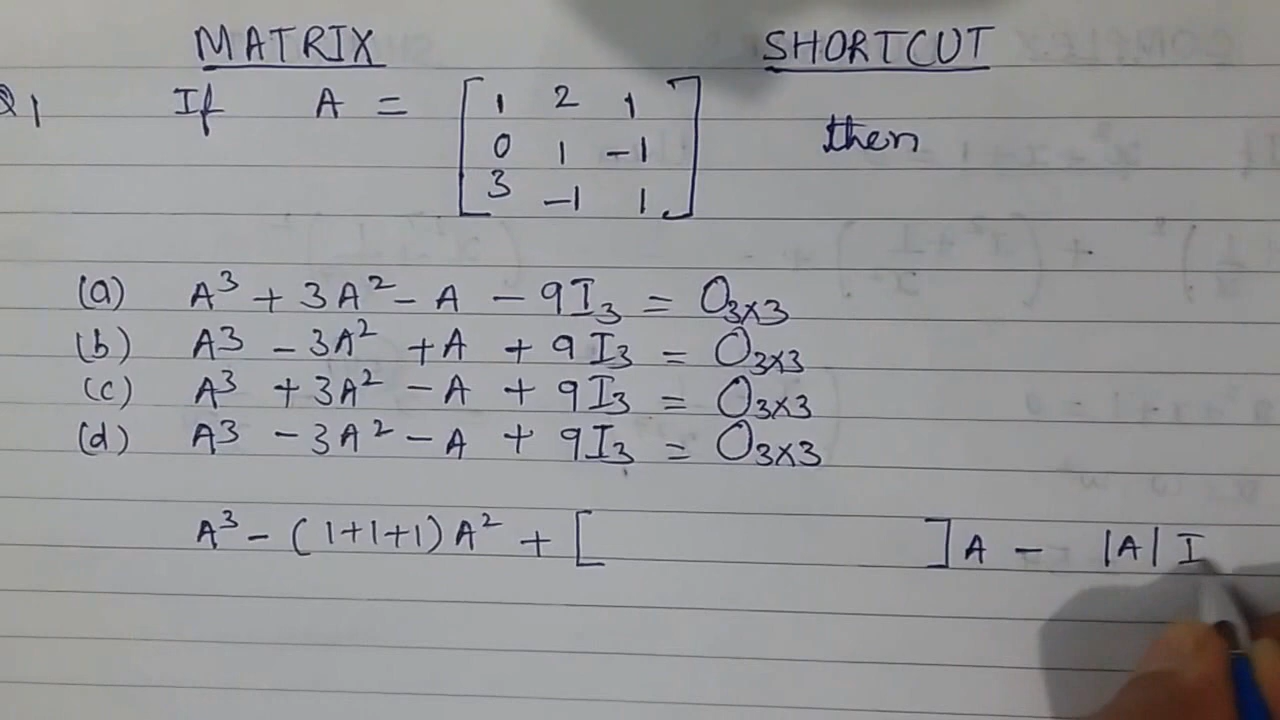 MATRIX SHORTCUT
Q1 If A = [ 1 2 1 then
0 1 -1
3 -1 1 ]
(a) A³ + 3A² - A - 9I₃ = O₃ₓ₃
(b) A³ - 3A² + A + 9I₃ = O₃ₓ₃
(c) A³ + 3A² - A + 9I₃ = O₃ₓ₃
(d) A³ - 3A² - A + 9I₃ = O₃ₓ₃
A³ - (1+1+1)A² + [ ]A - |A| I